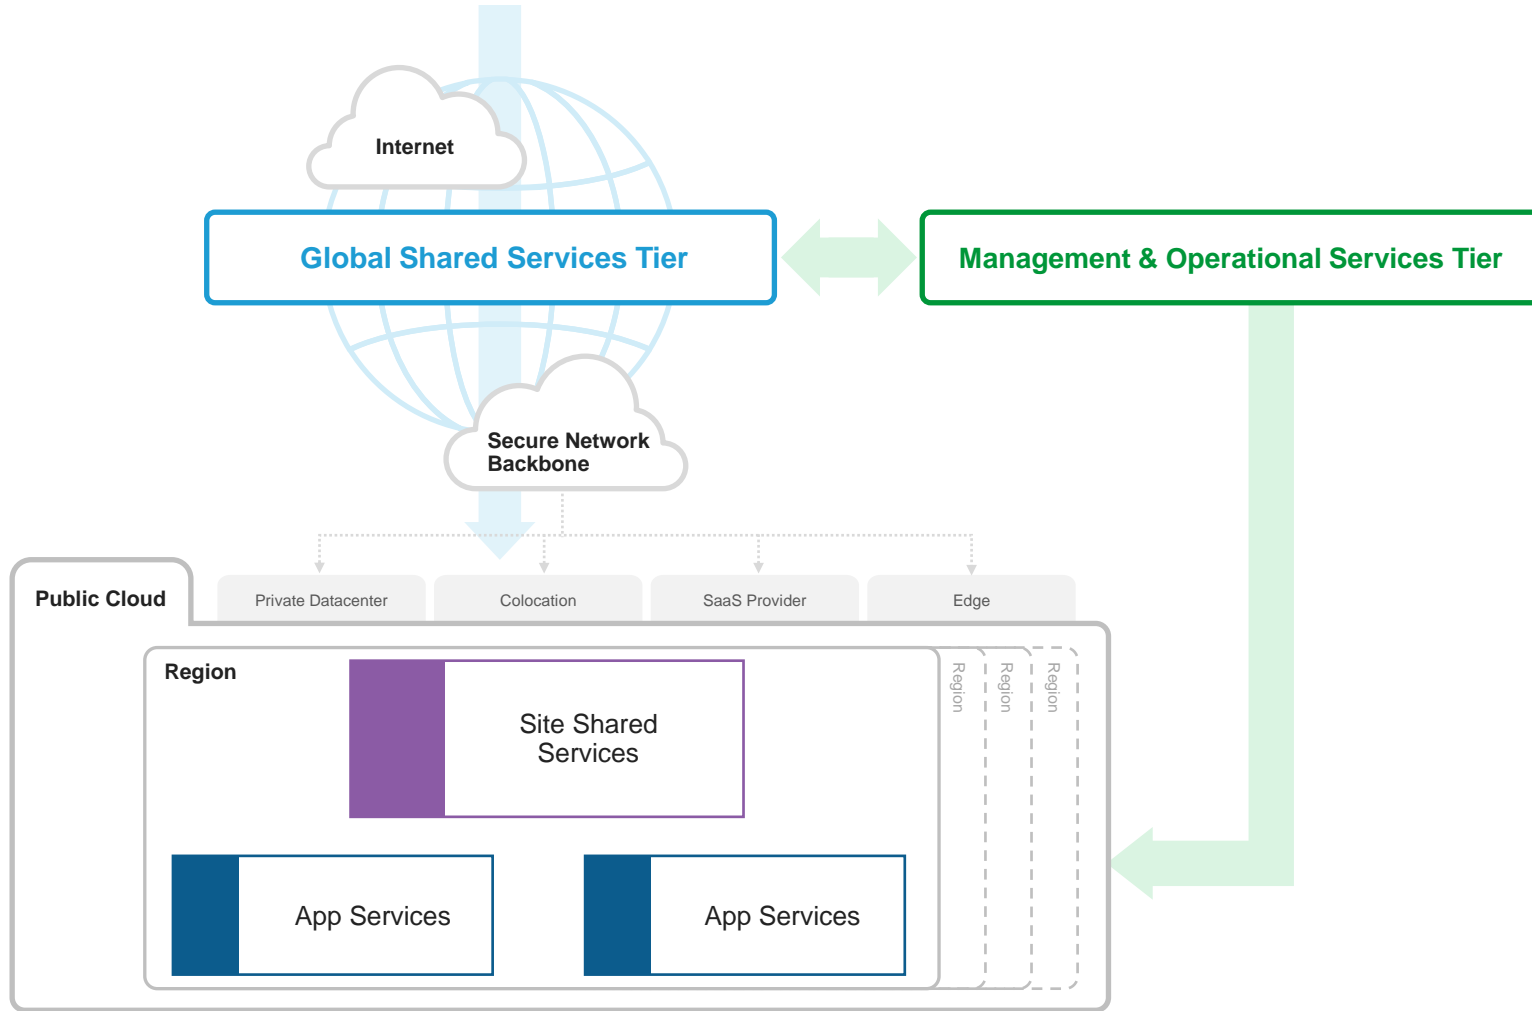 Internet
Global Shared Services Tier
Management & Operational Services Tier
Secure Network
Backbone
Public Cloud
Private Datacenter
Colocation
SaaS Provider
Edge
Region
Region
Region
Region
Site Shared
Services
App Services
App Services